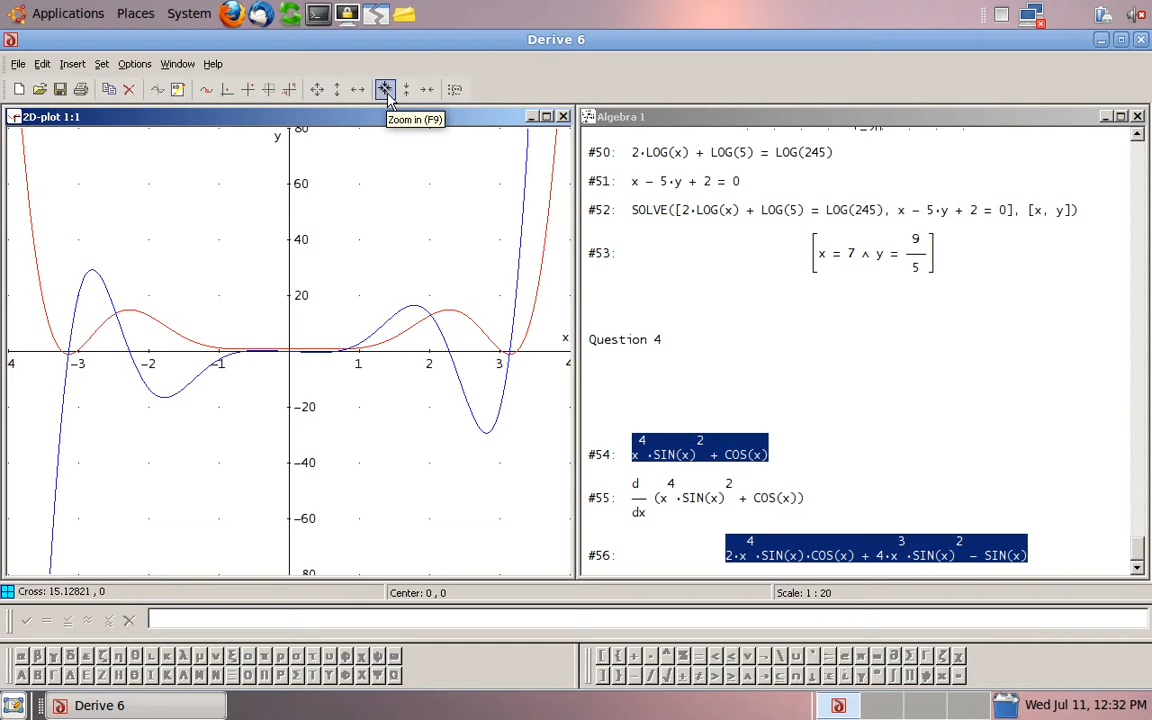 Applications Places System
Derive 6
File Edit Insert Set Options Window Help
2D-plot 1:1
Zoom in (F9)
Algebra 1
y
80
60
40
20
x
4 −3 −2 −1 1 2 3 4
−20
−40
−60
80
#50: 2·LOG(x) + LOG(5) = LOG(245)
#51: x − 5·y + 2 = 0
#52: SOLVE([2·LOG(x) + LOG(5) = LOG(245), x − 5·y + 2 = 0], [x, y])
9
#53: [x = 7 ∧ y = ——]
5
Question 4
4 2
#54: x ·SIN(x) + COS(x)
d 4 2
#55: —— (x ·SIN(x) + COS(x))
dx
4 3 2
#56: 2·x ·SIN(x)·COS(x) + 4·x ·SIN(x) − SIN(x)
Cross: 15.12821 , 0 Center: 0 , 0 Scale: 1 : 20
α β γ δ ε ζ η θ ι κ λ μ ν ξ ο π ρ σ τ υ φ χ ψ ω
Α Β Γ Δ Ε Ζ Η Θ Ι Κ Λ Μ Ν Ξ Ο Π Ρ Σ Τ Υ Φ Χ Ψ Ω
Derive 6
Wed Jul 11, 12:32 PM